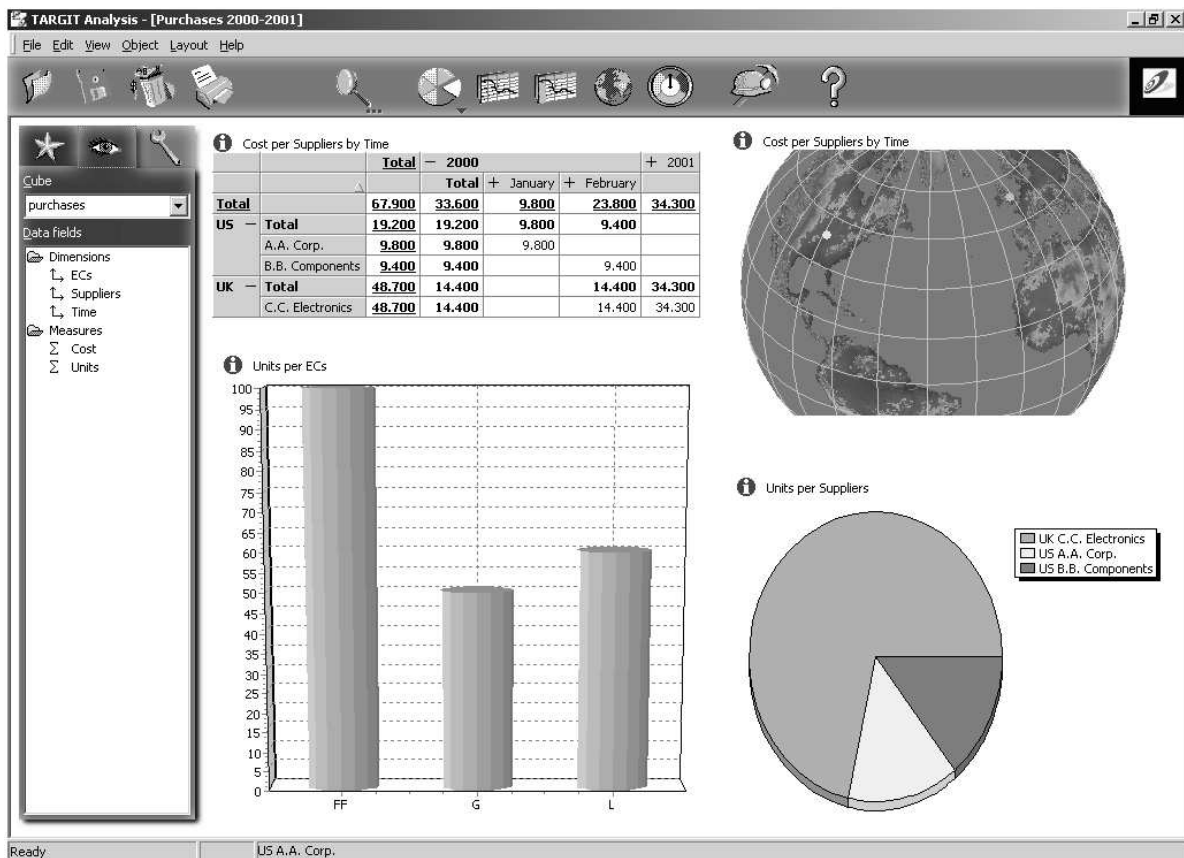 TARGIT Analysis - [Purchases 2000-2001]
File Edit View Object Layout Help
Cube
purchases
Data fields
Dimensions
ECs
Suppliers
Time
Measures
Σ Cost
Σ Units
Cost per Suppliers by Time
Total − 2000 + 2001
Total + January + February
Total 67.900 33.600 9.800 23.800 34.300
US − Total 19.200 19.200 9.800 9.400
A.A. Corp. 9.800 9.800 9.800
B.B. Components 9.400 9.400 9.400
UK − Total 48.700 14.400 14.400 34.300
C.C. Electronics 48.700 14.400 14.400 34.300
Cost per Suppliers by Time
Units per ECs
100
95
90
85
80
75
70
65
60
55
50
45
40
35
30
25
20
15
10
5
0
FF G L
Units per Suppliers
UK C.C. Electronics
US A.A. Corp.
US B.B. Components
Ready US A.A. Corp.